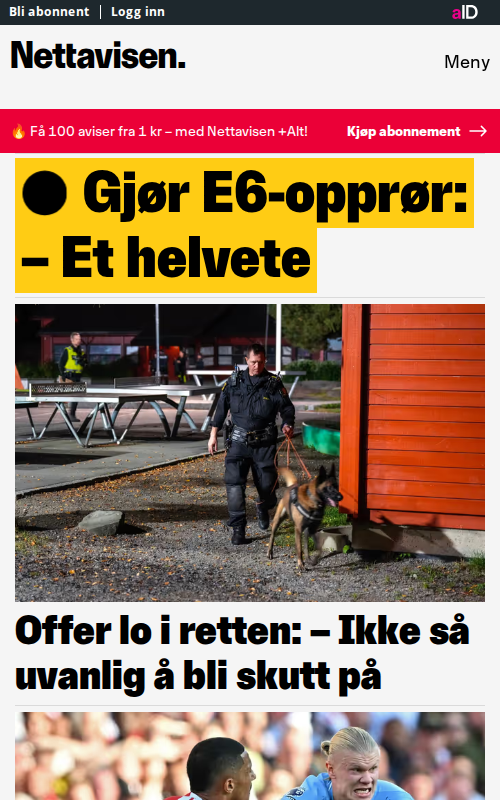 Bli abonnent | Logg inn
aID
Nettavisen.
Meny
🔥 Få 100 aviser fra 1 kr – med Nettavisen +Alt!
Kjøp abonnement →
● Gjør E6-opprør:
– Et helvete
Offer lo i retten: – Ikke så
uvanlig å bli skutt på